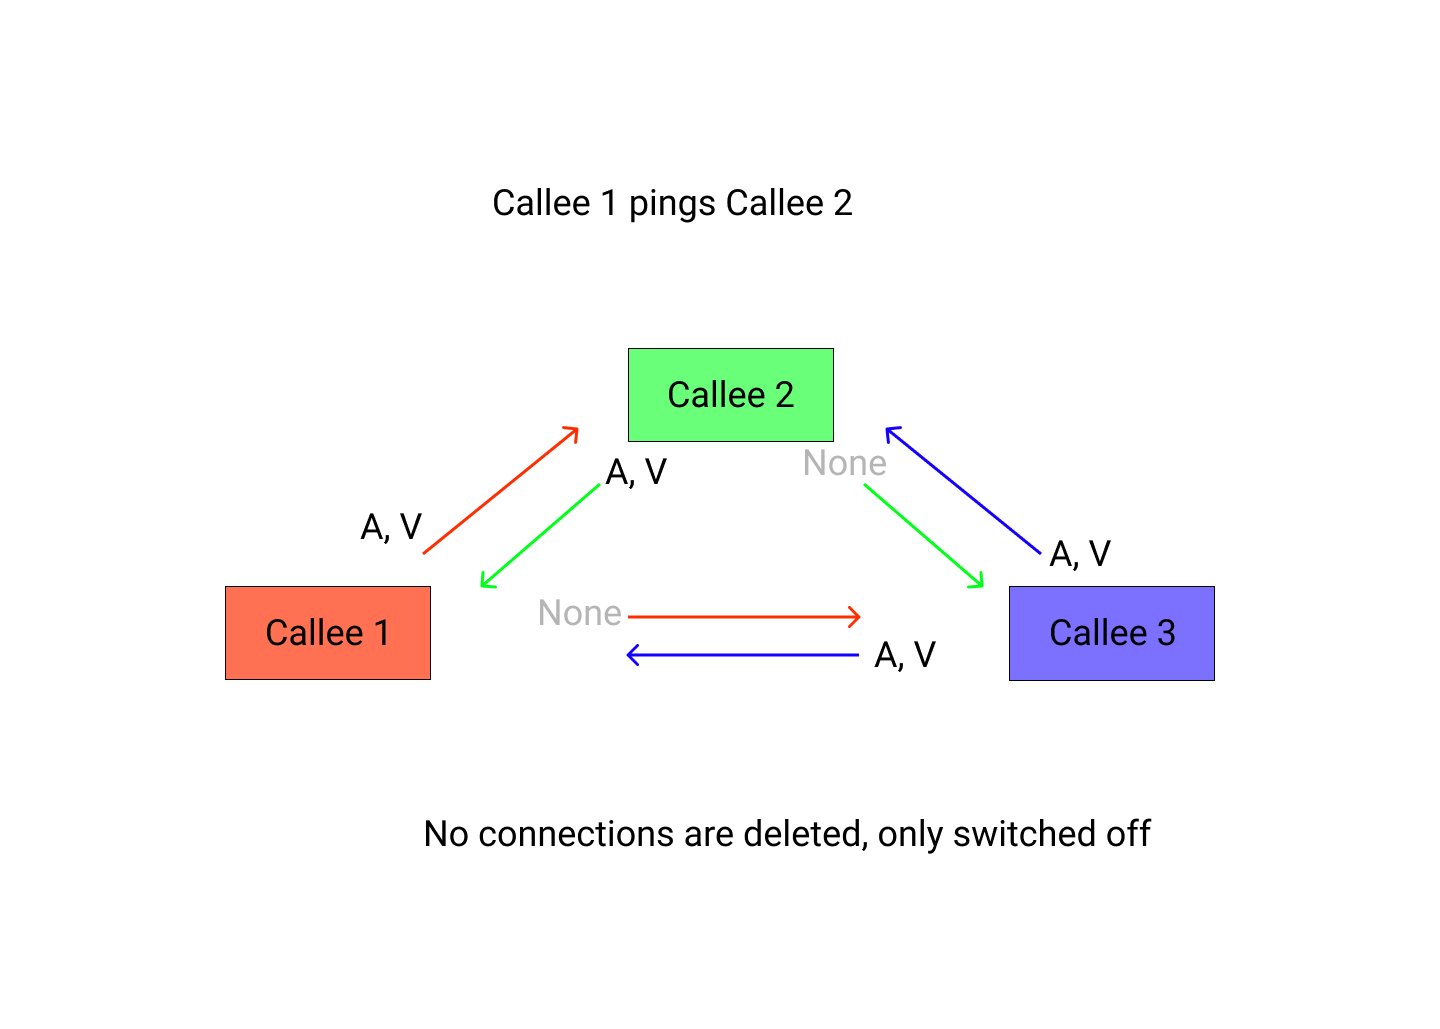 Callee 1 pings Callee 2
Callee 2
None
A, V
A, V
A, V
None
Callee 1
Callee 3
A, V
No connections are deleted, only switched off